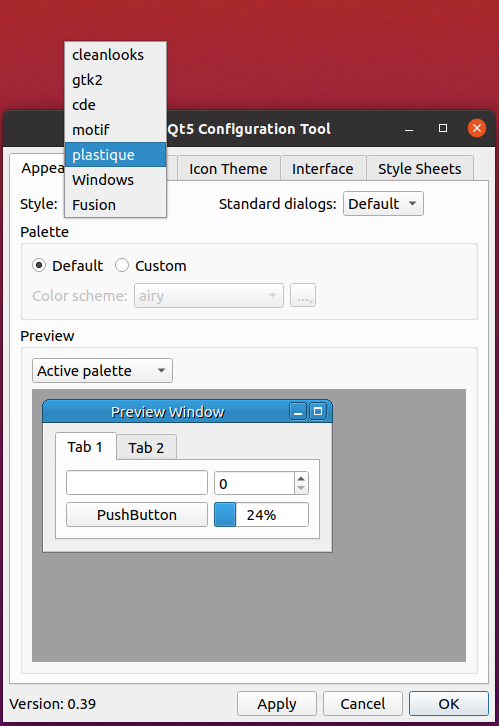 cleanlooks
gtk2
cde
motif
plastique
Windows
Fusion
Qt5 Configuration Tool
Appea
Icon Theme
Interface
Style Sheets
Style:
Standard dialogs:
Default
Palette
Default
Custom
Color scheme:
airy
...
Preview
Active palette
Preview Window
Tab 1
Tab 2
0
PushButton
24%
Version: 0.39
Apply
Cancel
OK